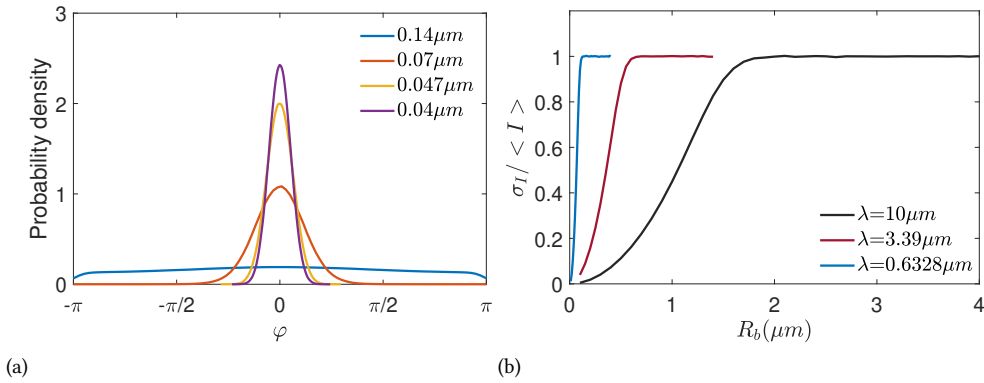 3
2
1
0
Probability density
-π
-π/2
0
π/2
π
φ
0.14μm
0.07μm
0.047μm
0.04μm
(a)
1
0.8
0.6
0.4
0.2
0
σ_I / < I >
0
1
2
3
4
R_b(μm)
λ=10μm
λ=3.39μm
λ=0.6328μm
(b)